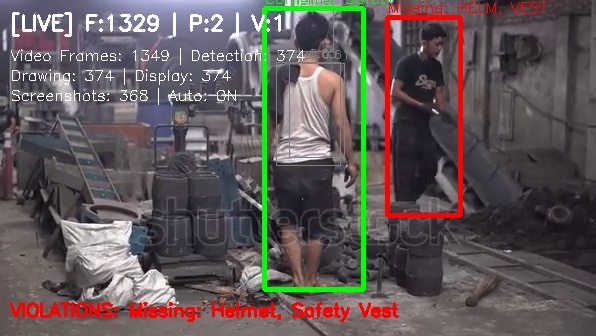 [LIVE] F:1329 | P:2 | V:1
Missing: HELM, VEST
Video Frames: 1349 | Detection: 374
Drawing: 374 | Display: 374
Screenshots: 368 | Auto: ON
shutterstock
VIOLATIONS: Missing: Helmet, Safety Vest